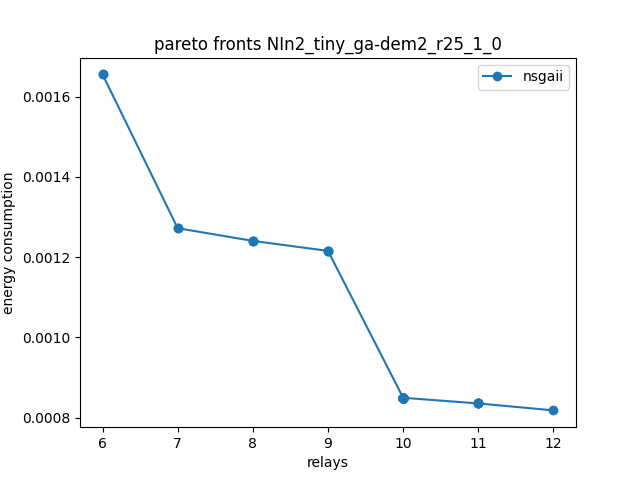 pareto fronts NIn2_tiny_ga-dem2_r25_1_0
nsgaii
0.0016
0.0014
0.0012
0.0010
0.0008
energy consumption
6 7 8 9 10 11 12
relays